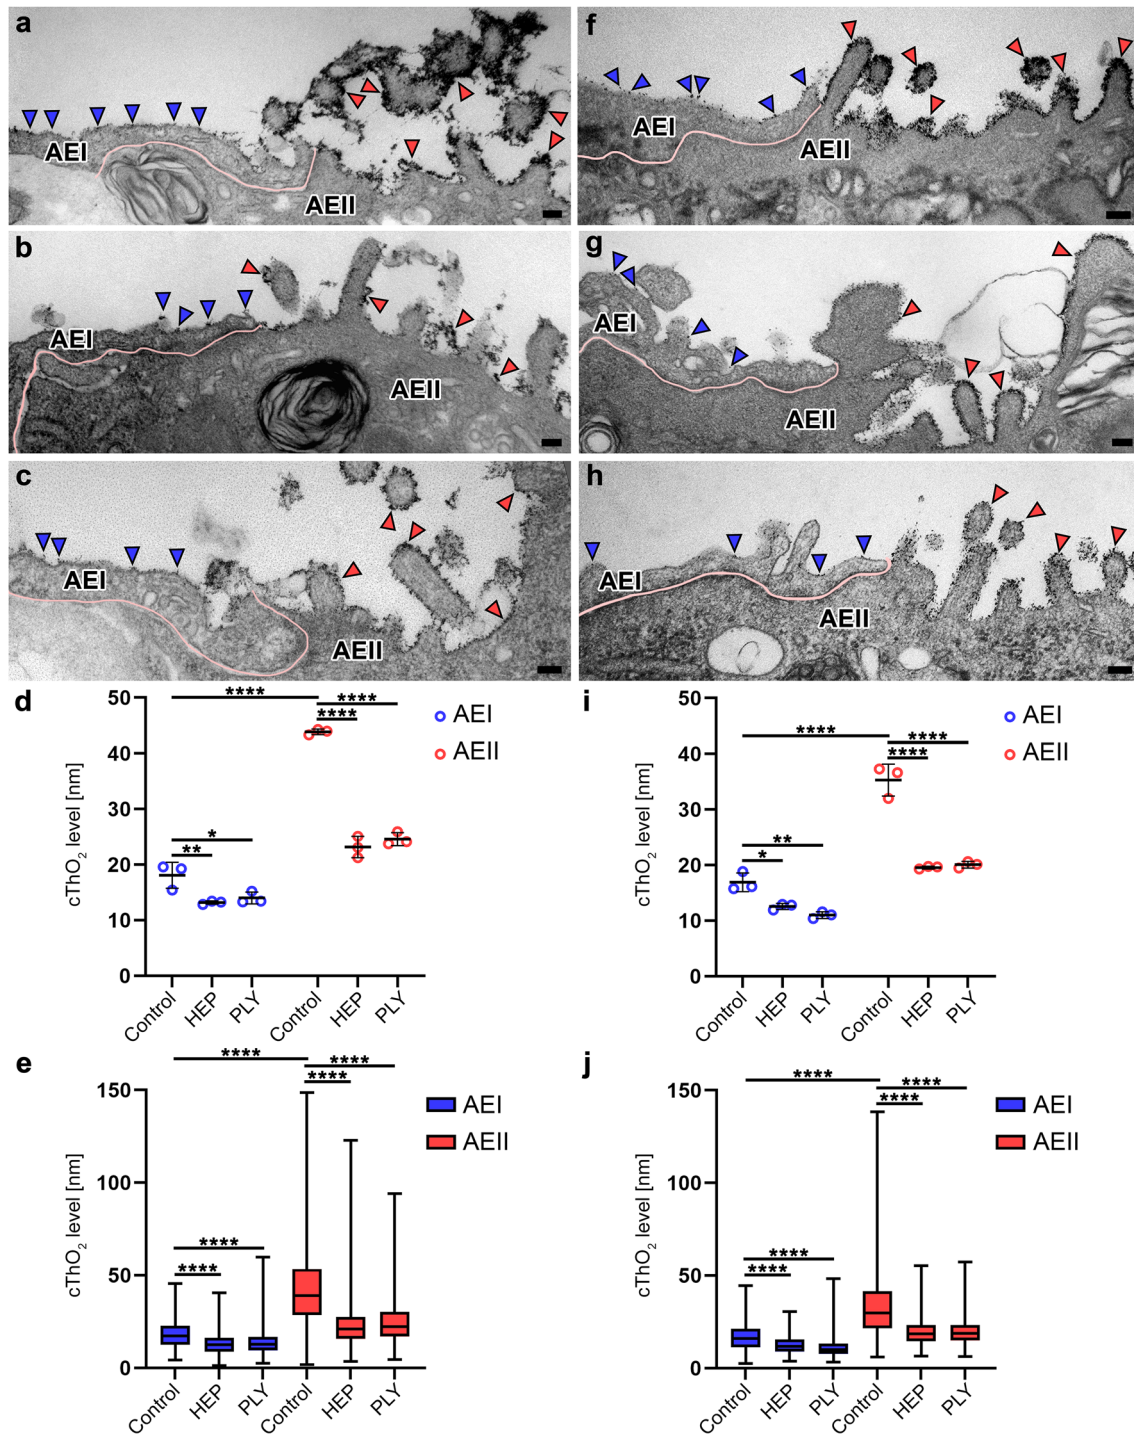 a
AEI
AEII
f
AEI
AEII
b
AEI
AEII
g
AEI
AEII
c
AEI
AEII
h
AEI
AEII
d
cThO₂ level [nm]
50
40
30
20
10
0
****
****
****
*
**
AEI
AEII
Control
HEP
PLY
Control
HEP
PLY
i
cThO₂ level [nm]
50
40
30
20
10
0
****
****
****
**
*
AEI
AEII
Control
HEP
PLY
Control
HEP
PLY
e
cThO₂ level [nm]
150
100
50
0
****
****
****
****
****
AEI
AEII
Control
HEP
PLY
Control
HEP
PLY
j
cThO₂ level [nm]
150
100
50
0
****
****
****
****
****
AEI
AEII
Control
HEP
PLY
Control
HEP
PLY